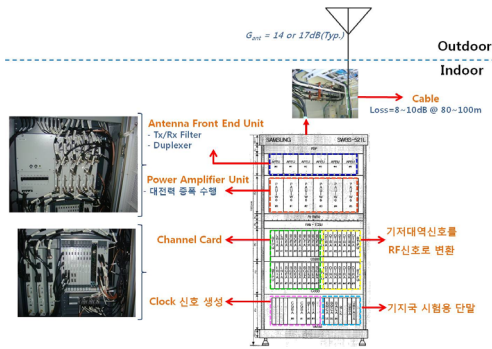 G_ant = 14 or 17dB(Typ.)
Outdoor
Indoor
Cable
Loss=8~10dB @ 80~100m
Antenna Front End Unit
- Tx/Rx Filter
- Duplexer
SAMSUNG
Power Amplifier Unit
- 대전력 증폭 수행
Channel Card
기저대역신호를
RF신호로 변환
Clock 신호 생성
기지국 시험용 단말